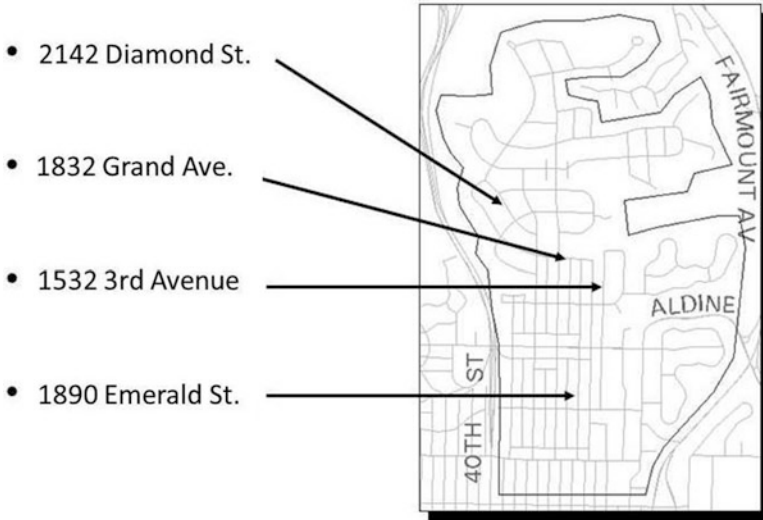 • 2142 Diamond St.
• 1832 Grand Ave.
• 1532 3rd Avenue
• 1890 Emerald St.
FAIRMOUNT AV
ALDINE
40TH ST